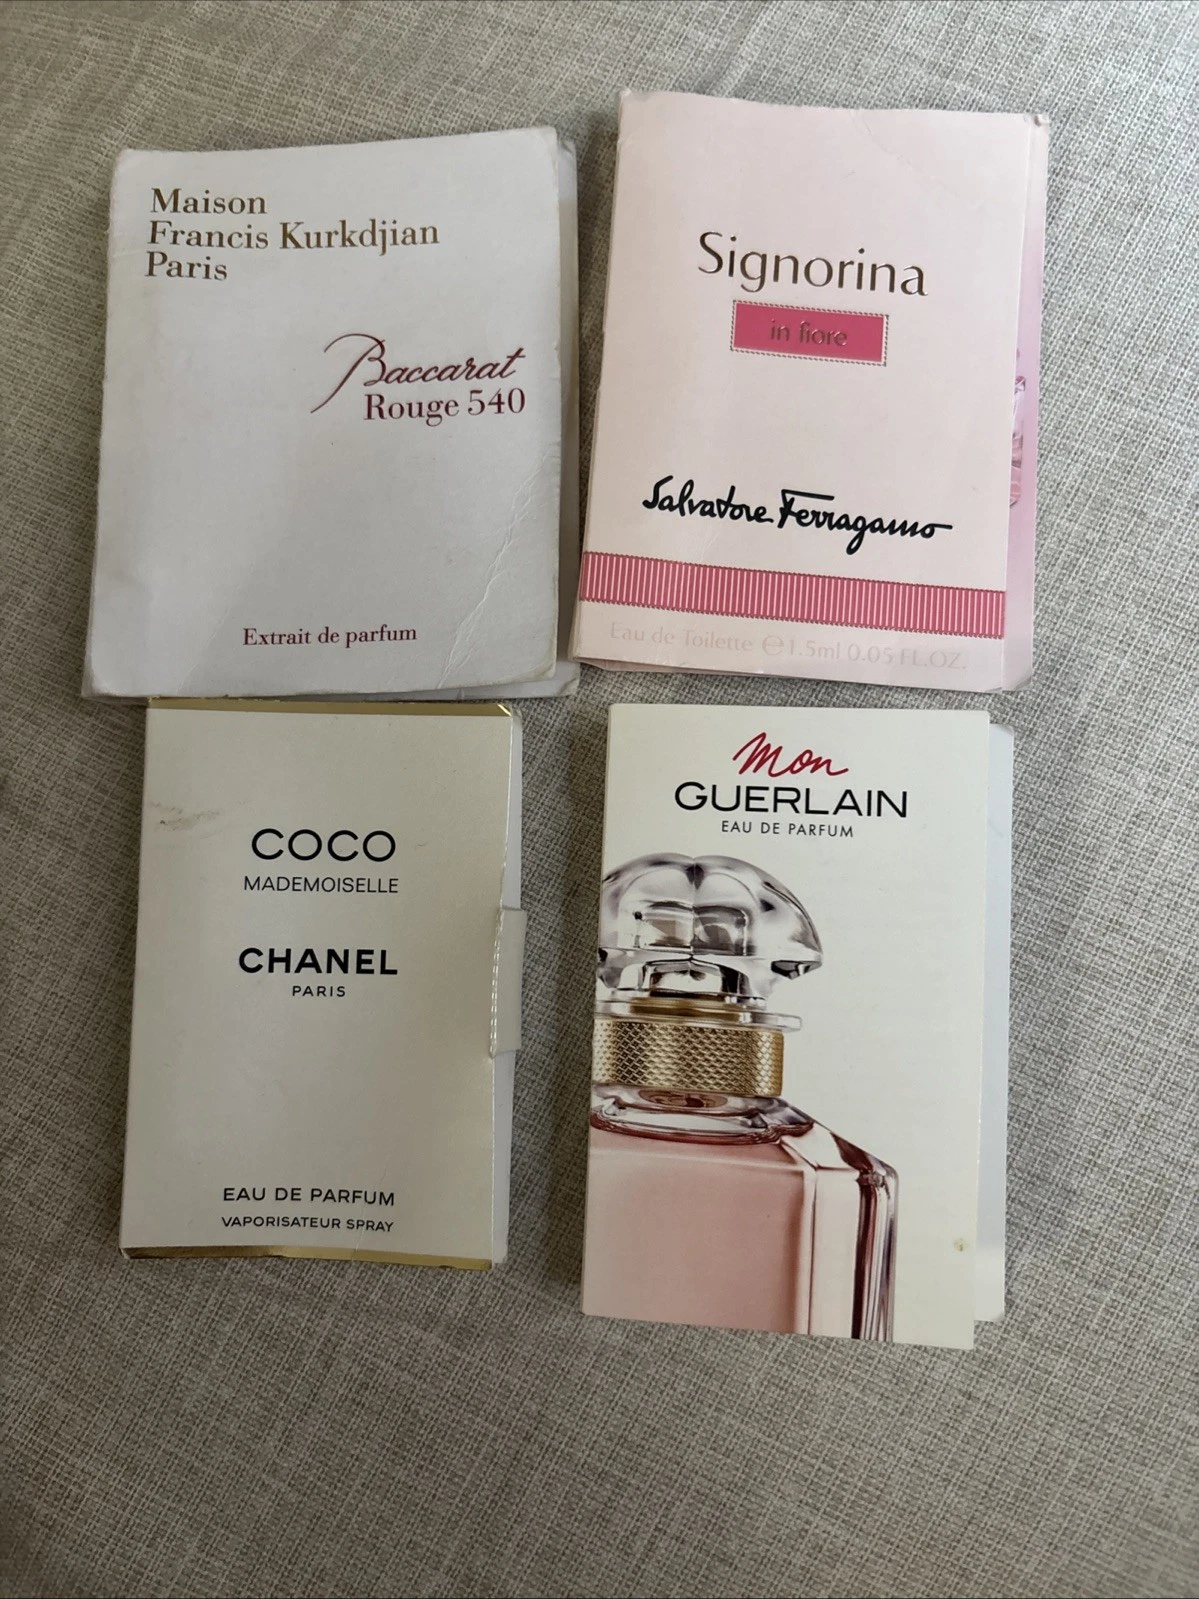 Maison
Francis Kurkdjian
Paris
Baccarat
Rouge 540
Extrait de parfum
Signorina
in fiore
Salvatore Ferragamo
Eau de Toilette ℮1.5ml 0.05 FL.OZ.
COCO
MADEMOISELLE
CHANEL
PARIS
EAU DE PARFUM
VAPORISATEUR SPRAY
Mon
GUERLAIN
EAU DE PARFUM